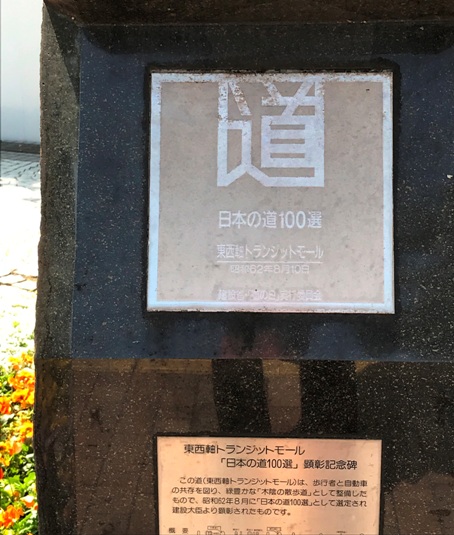 道
日本の道100選
東西軸トランジットモール
昭和62年8月10日
東西軸トランジットモール
「日本の道100選」顕彰記念碑
この道(東西軸トランジットモール)は、歩行者と自動車
の共存を図り、緑豊かな「木陰の散歩道」として整備した
もので、昭和62年8月に「日本の道100選」として選定され
建設大臣より顕彰されたものです。
概要